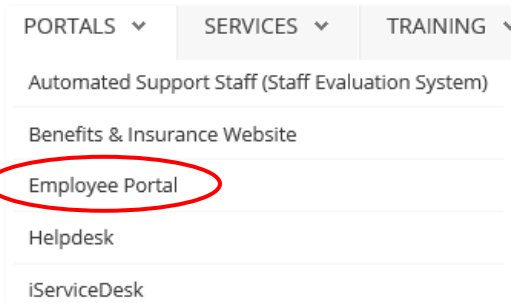 PORTALS SERVICES TRAINING
Automated Support Staff (Staff Evaluation System)
Benefits & Insurance Website
Employee Portal
Helpdesk
iServiceDesk